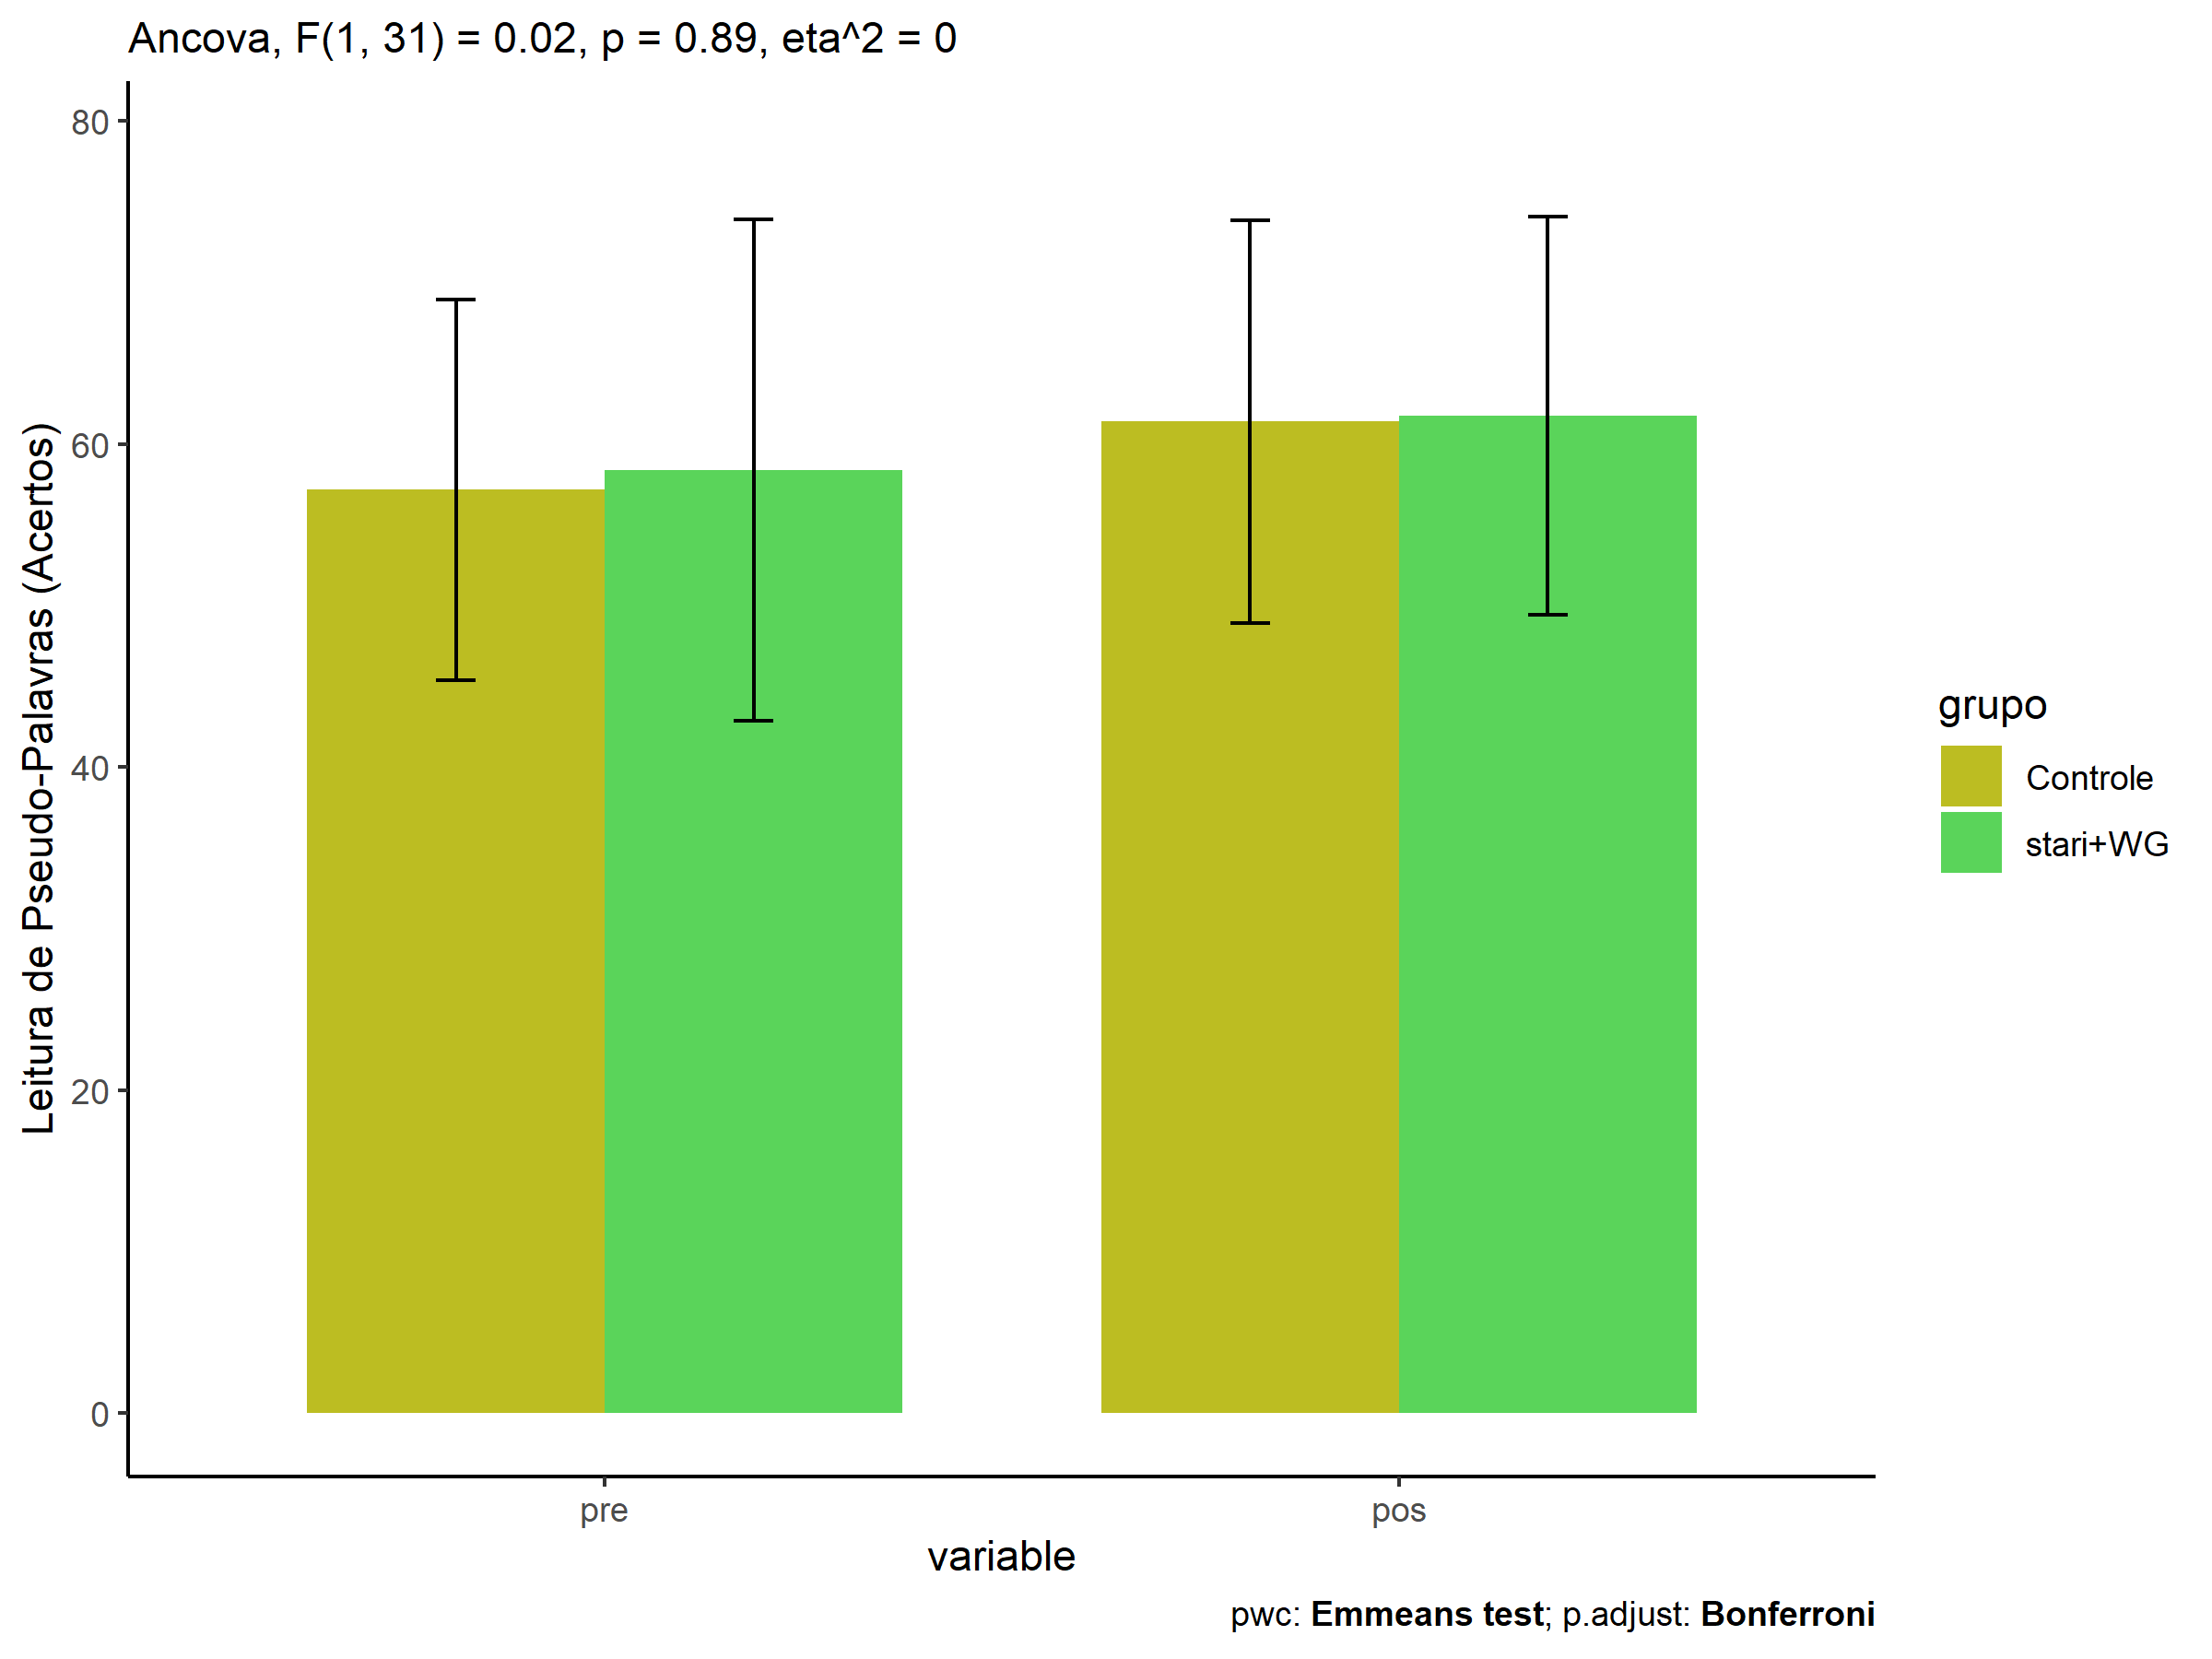 Ancova, F(1, 31) = 0.02, p = 0.89, eta^2 = 0
Leitura de Pseudo-Palavras (Acertos)
80
60
40
20
0
pre
pos
variable
grupo
Controle
stari+WG
pwc: Emmeans test; p.adjust: Bonferroni